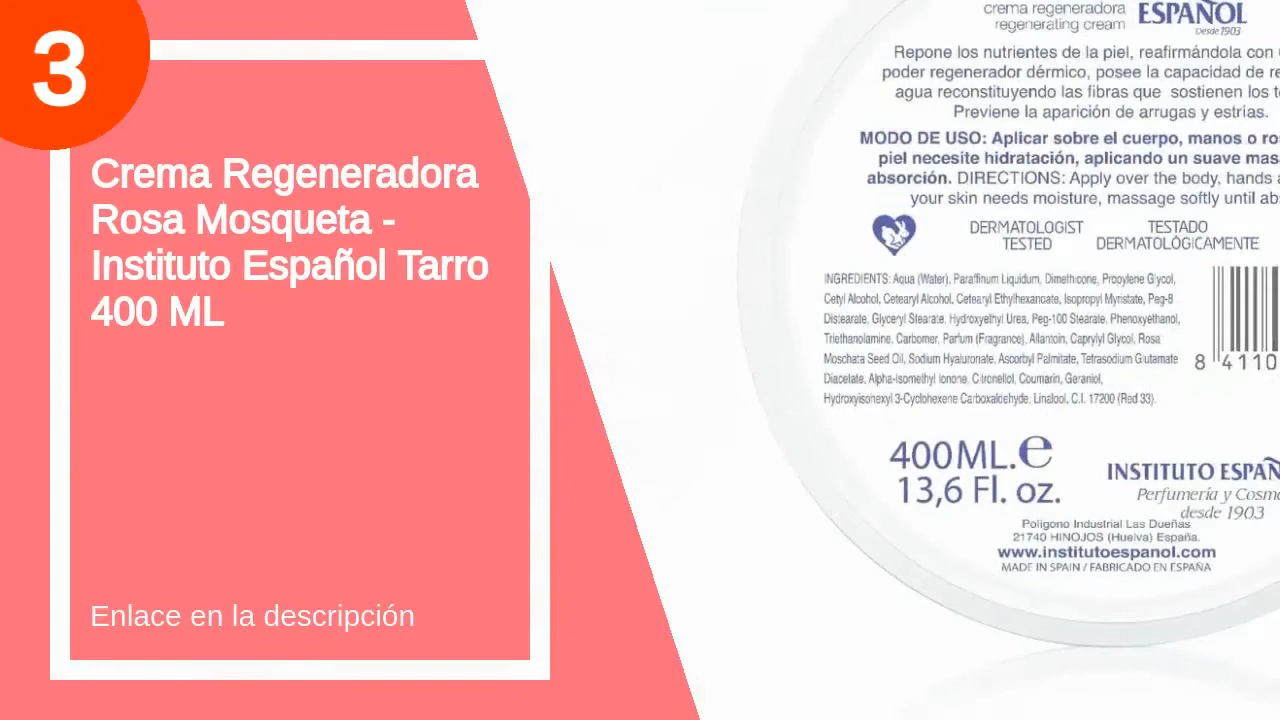 3
Crema Regeneradora
Rosa Mosqueta -
Instituto Español Tarro
400 ML
Enlace en la descripción
crema regeneradora
regenerating cream
ESPAÑOL
Desde 1903
Repone los nutrientes de la piel, reafirmándola con
poder regenerador dérmico, posee la capacidad de re
agua reconstituyendo las fibras que sostienen los
Previene la aparición de arrugas y estrías.
MODO DE USO: Aplicar sobre el cuerpo, manos o ro
piel necesite hidratación, aplicando un suave mas
absorción. DIRECTIONS: Apply over the body, hands
your skin needs moisture, massage softly until ab
DERMATOLOGIST
TESTED
TESTADO
DERMATOLÓGICAMENTE
INGREDIENTS: Aqua (Water), Paraffinum Liquidum, Dimethicone, Propylene Glycol,
Cetyl Alcohol, Cetearyl Alcohol, Cetearyl Ethylhexanoate, Isopropyl Myristate, Peg-8
Distearate, Glyceryl Stearate, Hydroxyethyl Urea, Peg-100 Stearate, Phenoxyethanol,
Triethanolamine, Carbomer, Parfum (Fragrance), Allantoin, Caprylyl Glycol, Rosa
Moschata Seed Oil, Sodium Hyaluronate, Ascorbyl Palmitate, Tetrasodium Glutamate
Diacetate, Alpha-Isomethyl Ionone, Citronellol, Coumarin, Geraniol,
Hydroxyisohexyl 3-Cyclohexene Carboxaldehyde, Linalool, C.I. 17200 (Red 33).
8 4110
400ML.e
13,6 Fl. oz.
INSTITUTO ESPAÑ
Perfumería y Cosm
desde 1903
Polígono Industrial Las Dueñas
21740 HINOJOS (Huelva) España.
www.institutoespanol.com
MADE IN SPAIN / FABRICADO EN ESPAÑA